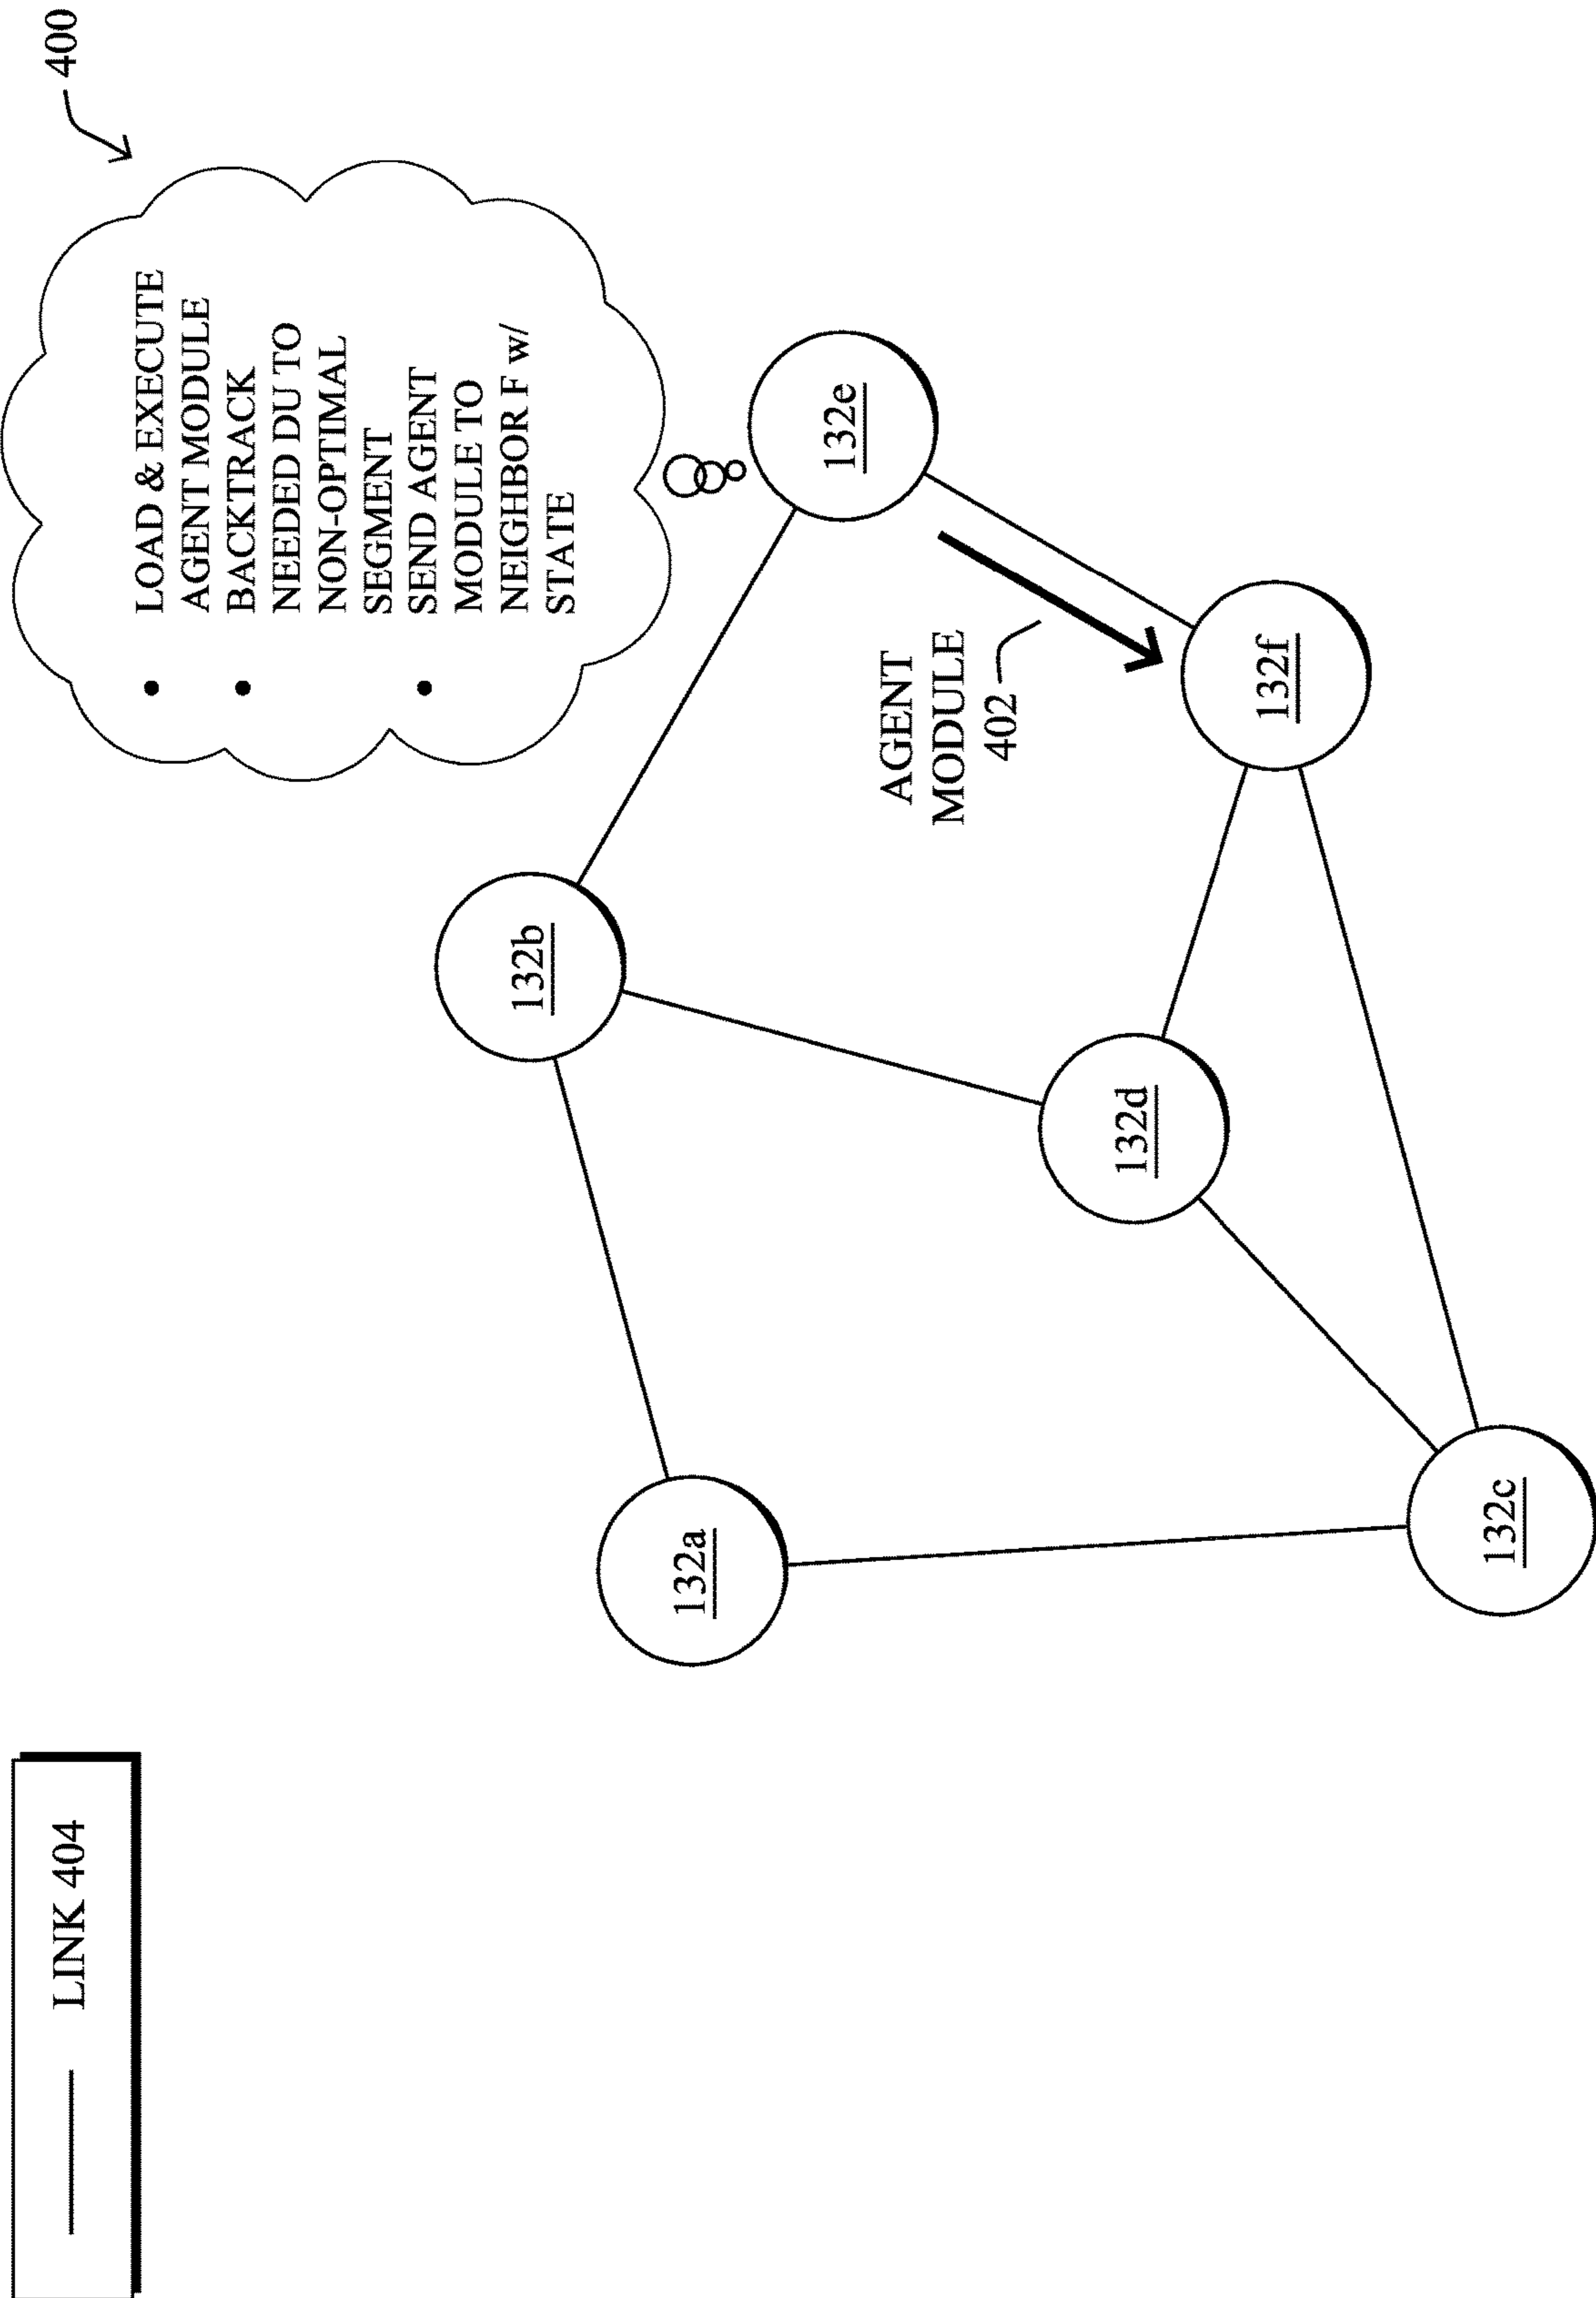 400
• LOAD & EXECUTE
AGENT MODULE
• BACKTRACK
NEEDED DU TO
NON-OPTIMAL
SEGMENT
• SEND AGENT
MODULE TO
NEIGHBOR F w/
STATE
LINK 404
132b
132e
132a
AGENT
MODULE
402
132d
132f
132c